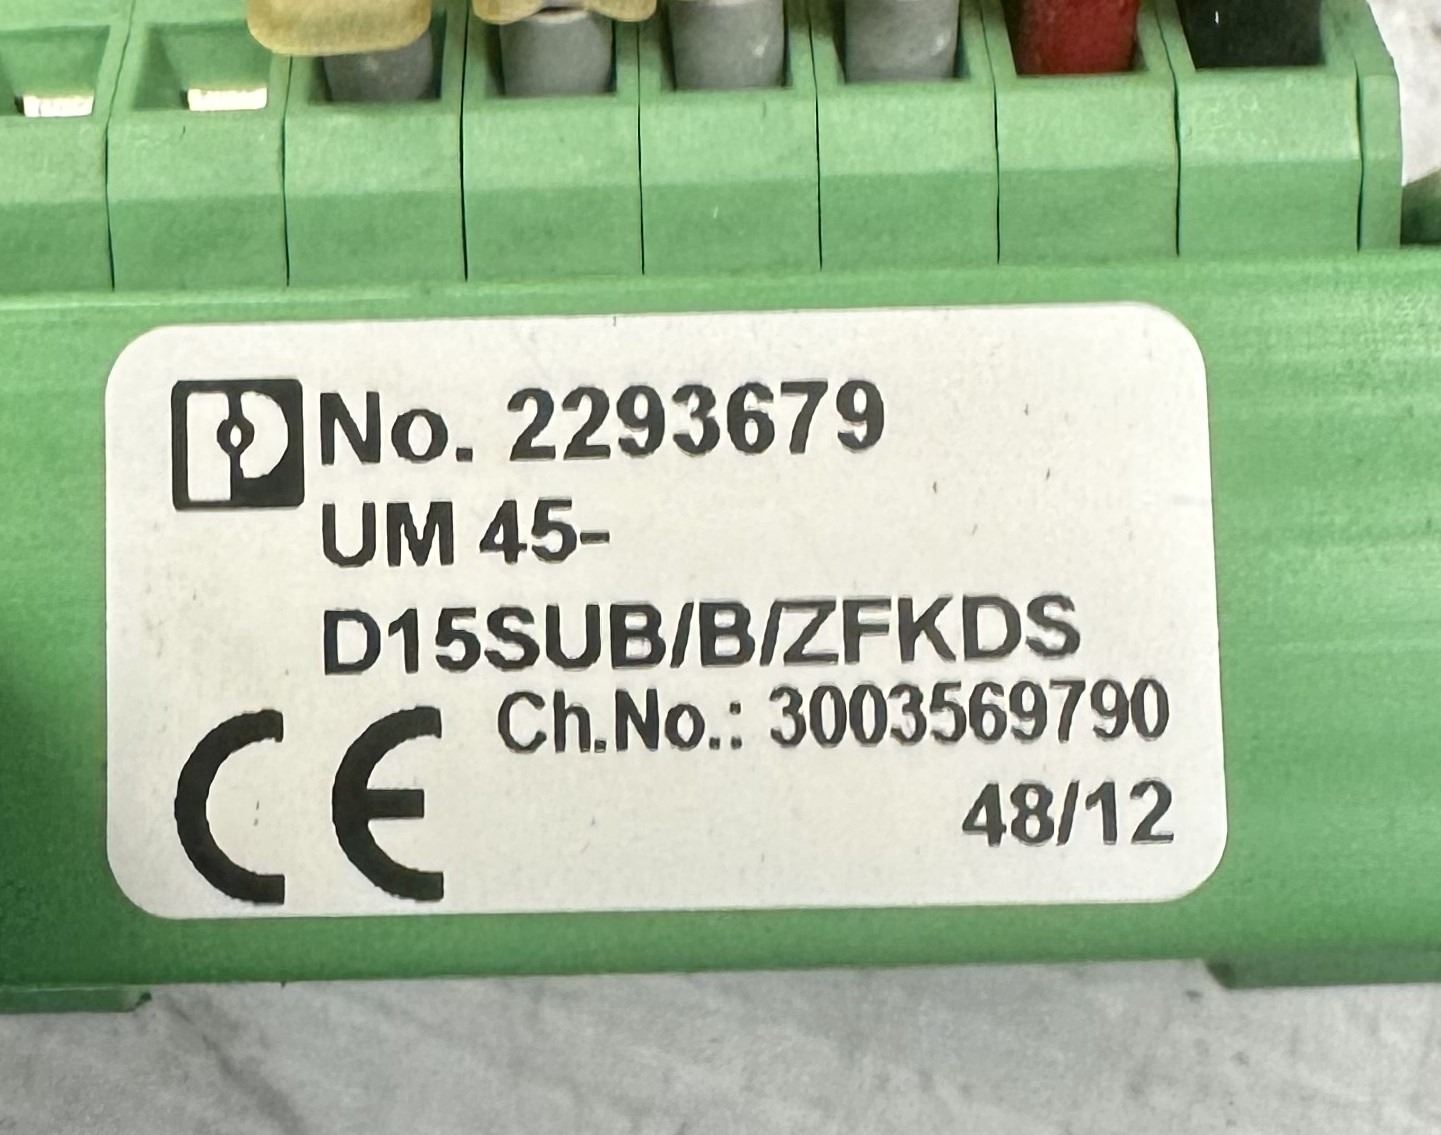 No. 2293679
UM 45-
D15SUB/B/ZFKDS
Ch.No.: 3003569790
CE
48/12